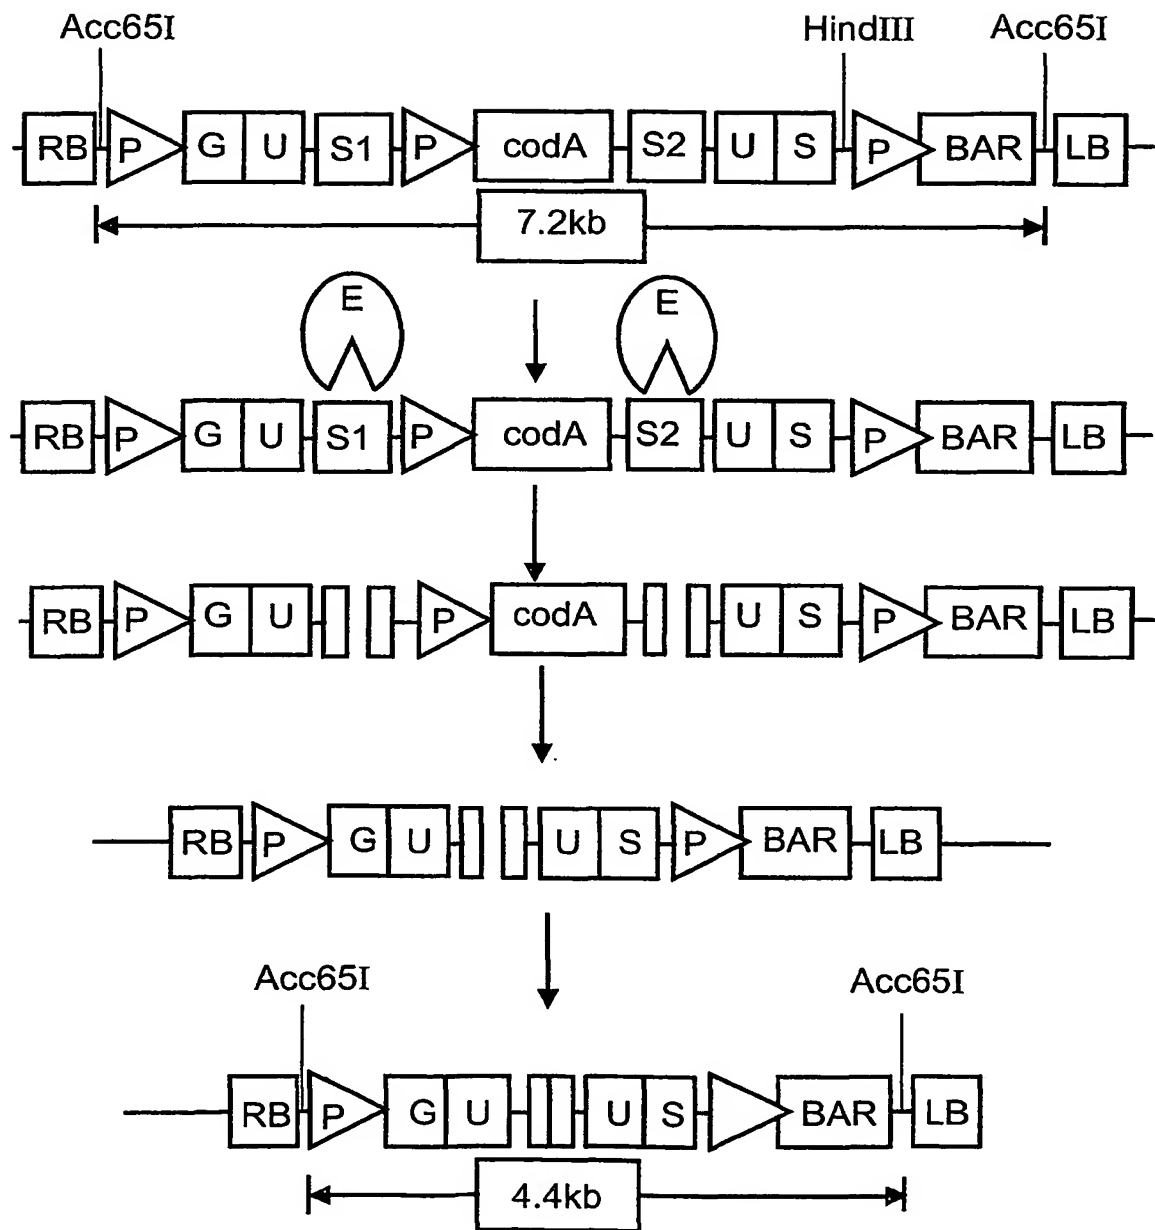 Acc65I HindIII Acc65I
RB P G U S1 P codA S2 U S P BAR LB
7.2kb
E E
RB P G U S1 P codA S2 U S P BAR LB
RB P G U P codA U S P BAR LB
RB P G U U S P BAR LB
Acc65I Acc65I
RB P G U U S BAR LB
4.4kb